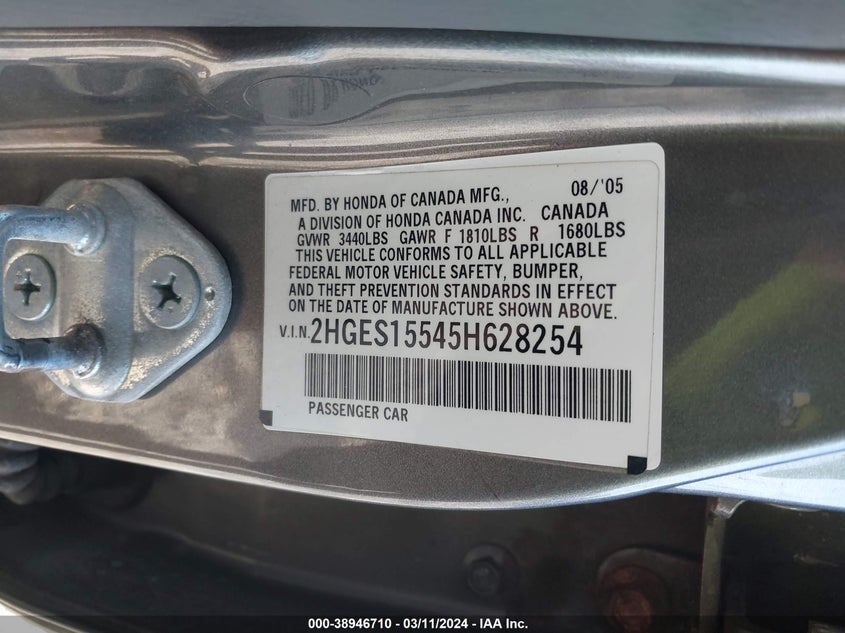 MFD. BY HONDA OF CANADA MFG., 08/'05
A DIVISION OF HONDA CANADA INC. CANADA
GVWR 3440LBS GAWR F 1810LBS R 1680LBS
THIS VEHICLE CONFORMS TO ALL APPLICABLE
FEDERAL MOTOR VEHICLE SAFETY, BUMPER,
AND THEFT PREVENTION STANDARDS IN EFFECT
ON THE DATE OF MANUFACTURE SHOWN ABOVE.
V.I.N. 2HGES15545H628254
PASSENGER CAR
000-38946710 / 03/11/2024 - IAA Inc.